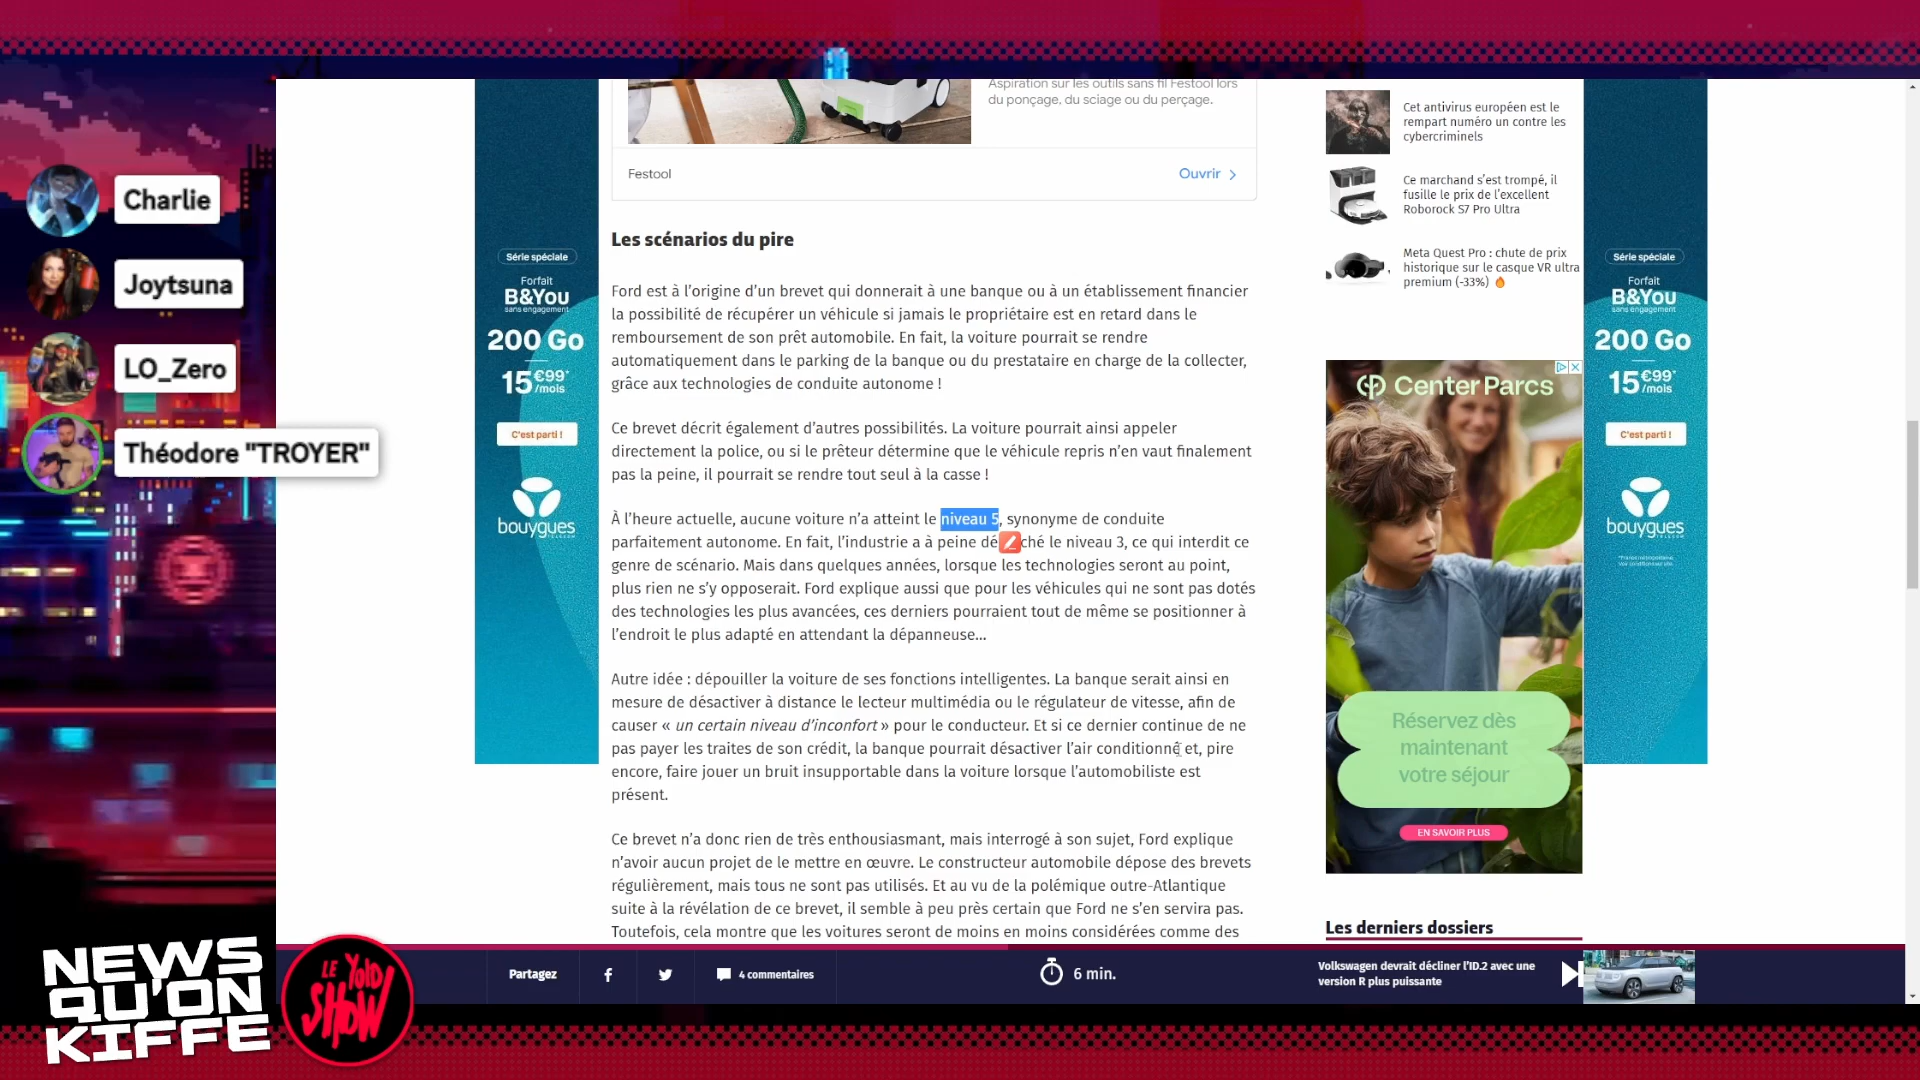 Charlie
Joytsuna
LO_Zero
Théodore "TROYER"
NEWS
QU'ON
KIFFE
LE YOLO
SHOW
Série spéciale
Forfait
B&You
sans engagement
200 Go
15€99*
/mois
C'est parti !
bouygues
TELECOM
Aspiration sur les outils sans fil Festool lors
du ponçage, du sciage ou du perçage.
Festool
Ouvrir
Les scénarios du pire
Ford est à l'origine d'un brevet qui donnerait à une banque ou à un établissement financier
la possibilité de récupérer un véhicule si jamais le propriétaire est en retard dans le
remboursement de son prêt automobile. En fait, la voiture pourrait se rendre
automatiquement dans le parking de la banque ou du prestataire en charge de la collecter,
grâce aux technologies de conduite autonome !
Ce brevet décrit également d'autres possibilités. La voiture pourrait ainsi appeler
directement la police, ou si le prêteur détermine que le véhicule repris n'en vaut finalement
pas la peine, il pourrait se rendre tout seul à la casse !
À l'heure actuelle, aucune voiture n'a atteint le niveau 5, synonyme de conduite
parfaitement autonome. En fait, l'industrie a à peine dé ché le niveau 3, ce qui interdit ce
genre de scénario. Mais dans quelques années, lorsque les technologies seront au point,
plus rien ne s'y opposerait. Ford explique aussi que pour les véhicules qui ne sont pas dotés
des technologies les plus avancées, ces derniers pourraient tout de même se positionner à
l'endroit le plus adapté en attendant la dépanneuse...
Autre idée : dépouiller la voiture de ses fonctions intelligentes. La banque serait ainsi en
mesure de désactiver à distance le lecteur multimédia ou le régulateur de vitesse, afin de
causer « un certain niveau d'inconfort » pour le conducteur. Et si ce dernier continue de ne
pas payer les traites de son crédit, la banque pourrait désactiver l'air conditionné et, pire
encore, faire jouer un bruit insupportable dans la voiture lorsque l'automobiliste est
présent.
Ce brevet n'a donc rien de très enthousiasmant, mais interrogé à son sujet, Ford explique
n'avoir aucun projet de le mettre en œuvre. Le constructeur automobile dépose des brevets
régulièrement, mais tous ne sont pas utilisés. Et au vu de la polémique outre-Atlantique
suite à la révélation de ce brevet, il semble à peu près certain que Ford ne s'en servira pas.
Toutefois, cela montre que les voitures seront de moins en moins considérées comme des
Cet antivirus européen est le
rempart numéro un contre les
cybercriminels
Ce marchand s'est trompé, il
fusille le prix de l'excellent
Roborock S7 Pro Ultra
Meta Quest Pro : chute de prix
historique sur le casque VR ultra
premium (-33%) 🔥
Center Parcs
Réservez dès
maintenant
votre séjour
EN SAVOIR PLUS
Les derniers dossiers
Série spéciale
Forfait
B&You
sans engagement
200 Go
15€99*
/mois
C'est parti !
bouygues
TELECOM
Partagez
4 commentaires
6 min.
Volkswagen devrait décliner l'ID.2 avec une
version R plus puissante